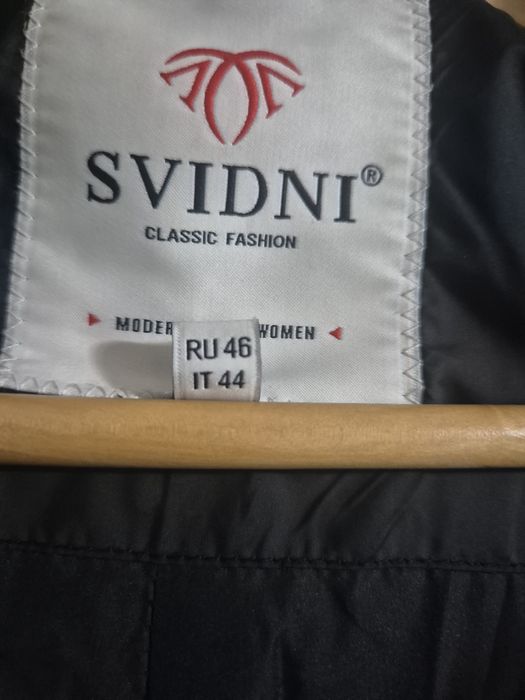 SVIDNI®
CLASSIC FASHION
MODER WOMEN
RU 46
IT 44